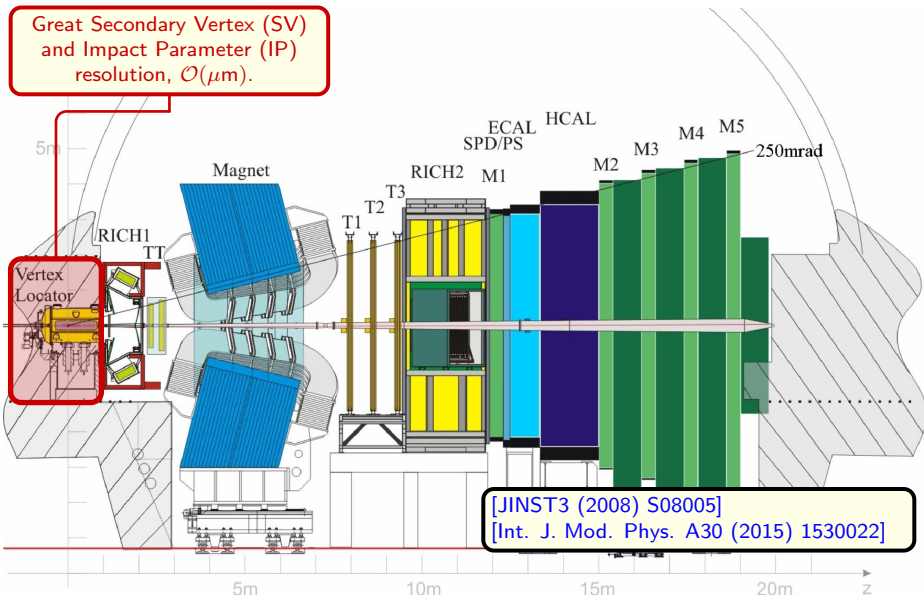 Great Secondary Vertex (SV)
and Impact Parameter (IP)
resolution, O(μm).
5m
Magnet
RICH1
TT
Vertex
Locator
T1
T2
T3
RICH2
SPD/PS
M1
ECAL
HCAL
M2
M3
M4
M5
250mrad
[JINST3 (2008) S08005]
[Int. J. Mod. Phys. A30 (2015) 1530022]
5m
10m
15m
20m
z